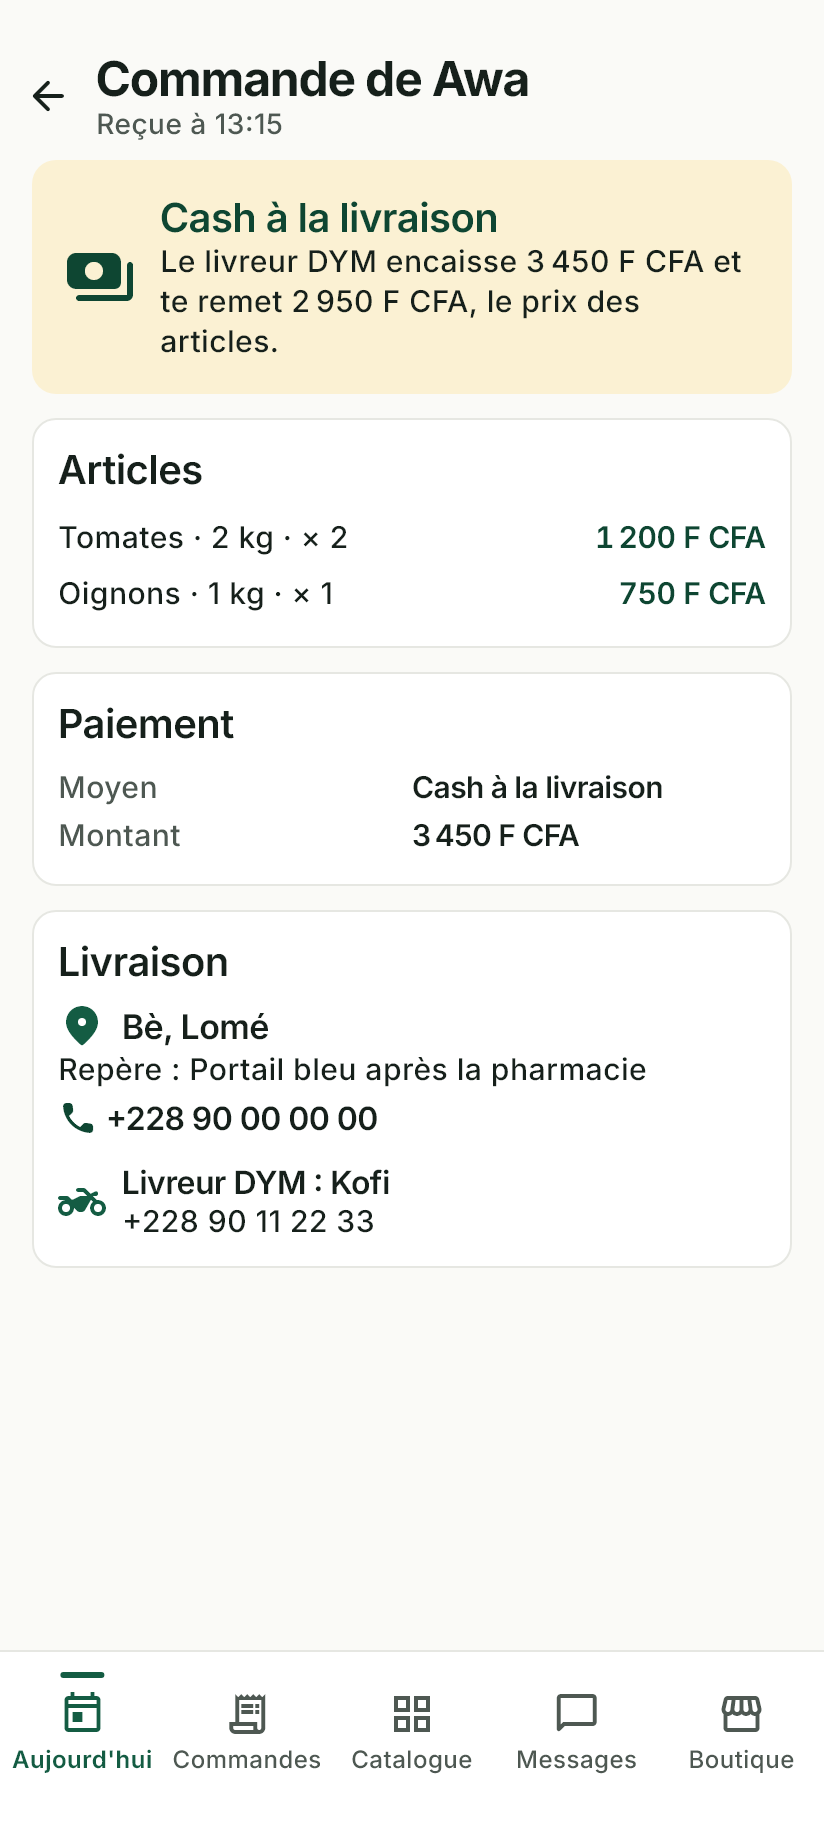 Commande de Awa
Reçue à 13:15
Cash à la livraison
Le livreur DYM encaisse 3 450 F CFA et
te remet 2 950 F CFA, le prix des
articles.
Articles
Tomates · 2 kg · × 2 1 200 F CFA
Oignons · 1 kg · × 1 750 F CFA
Paiement
Moyen Cash à la livraison
Montant 3 450 F CFA
Livraison
Bè, Lomé
Repère : Portail bleu après la pharmacie
+228 90 00 00 00
Livreur DYM : Kofi
+228 90 11 22 33
Aujourd'hui Commandes Catalogue Messages Boutique